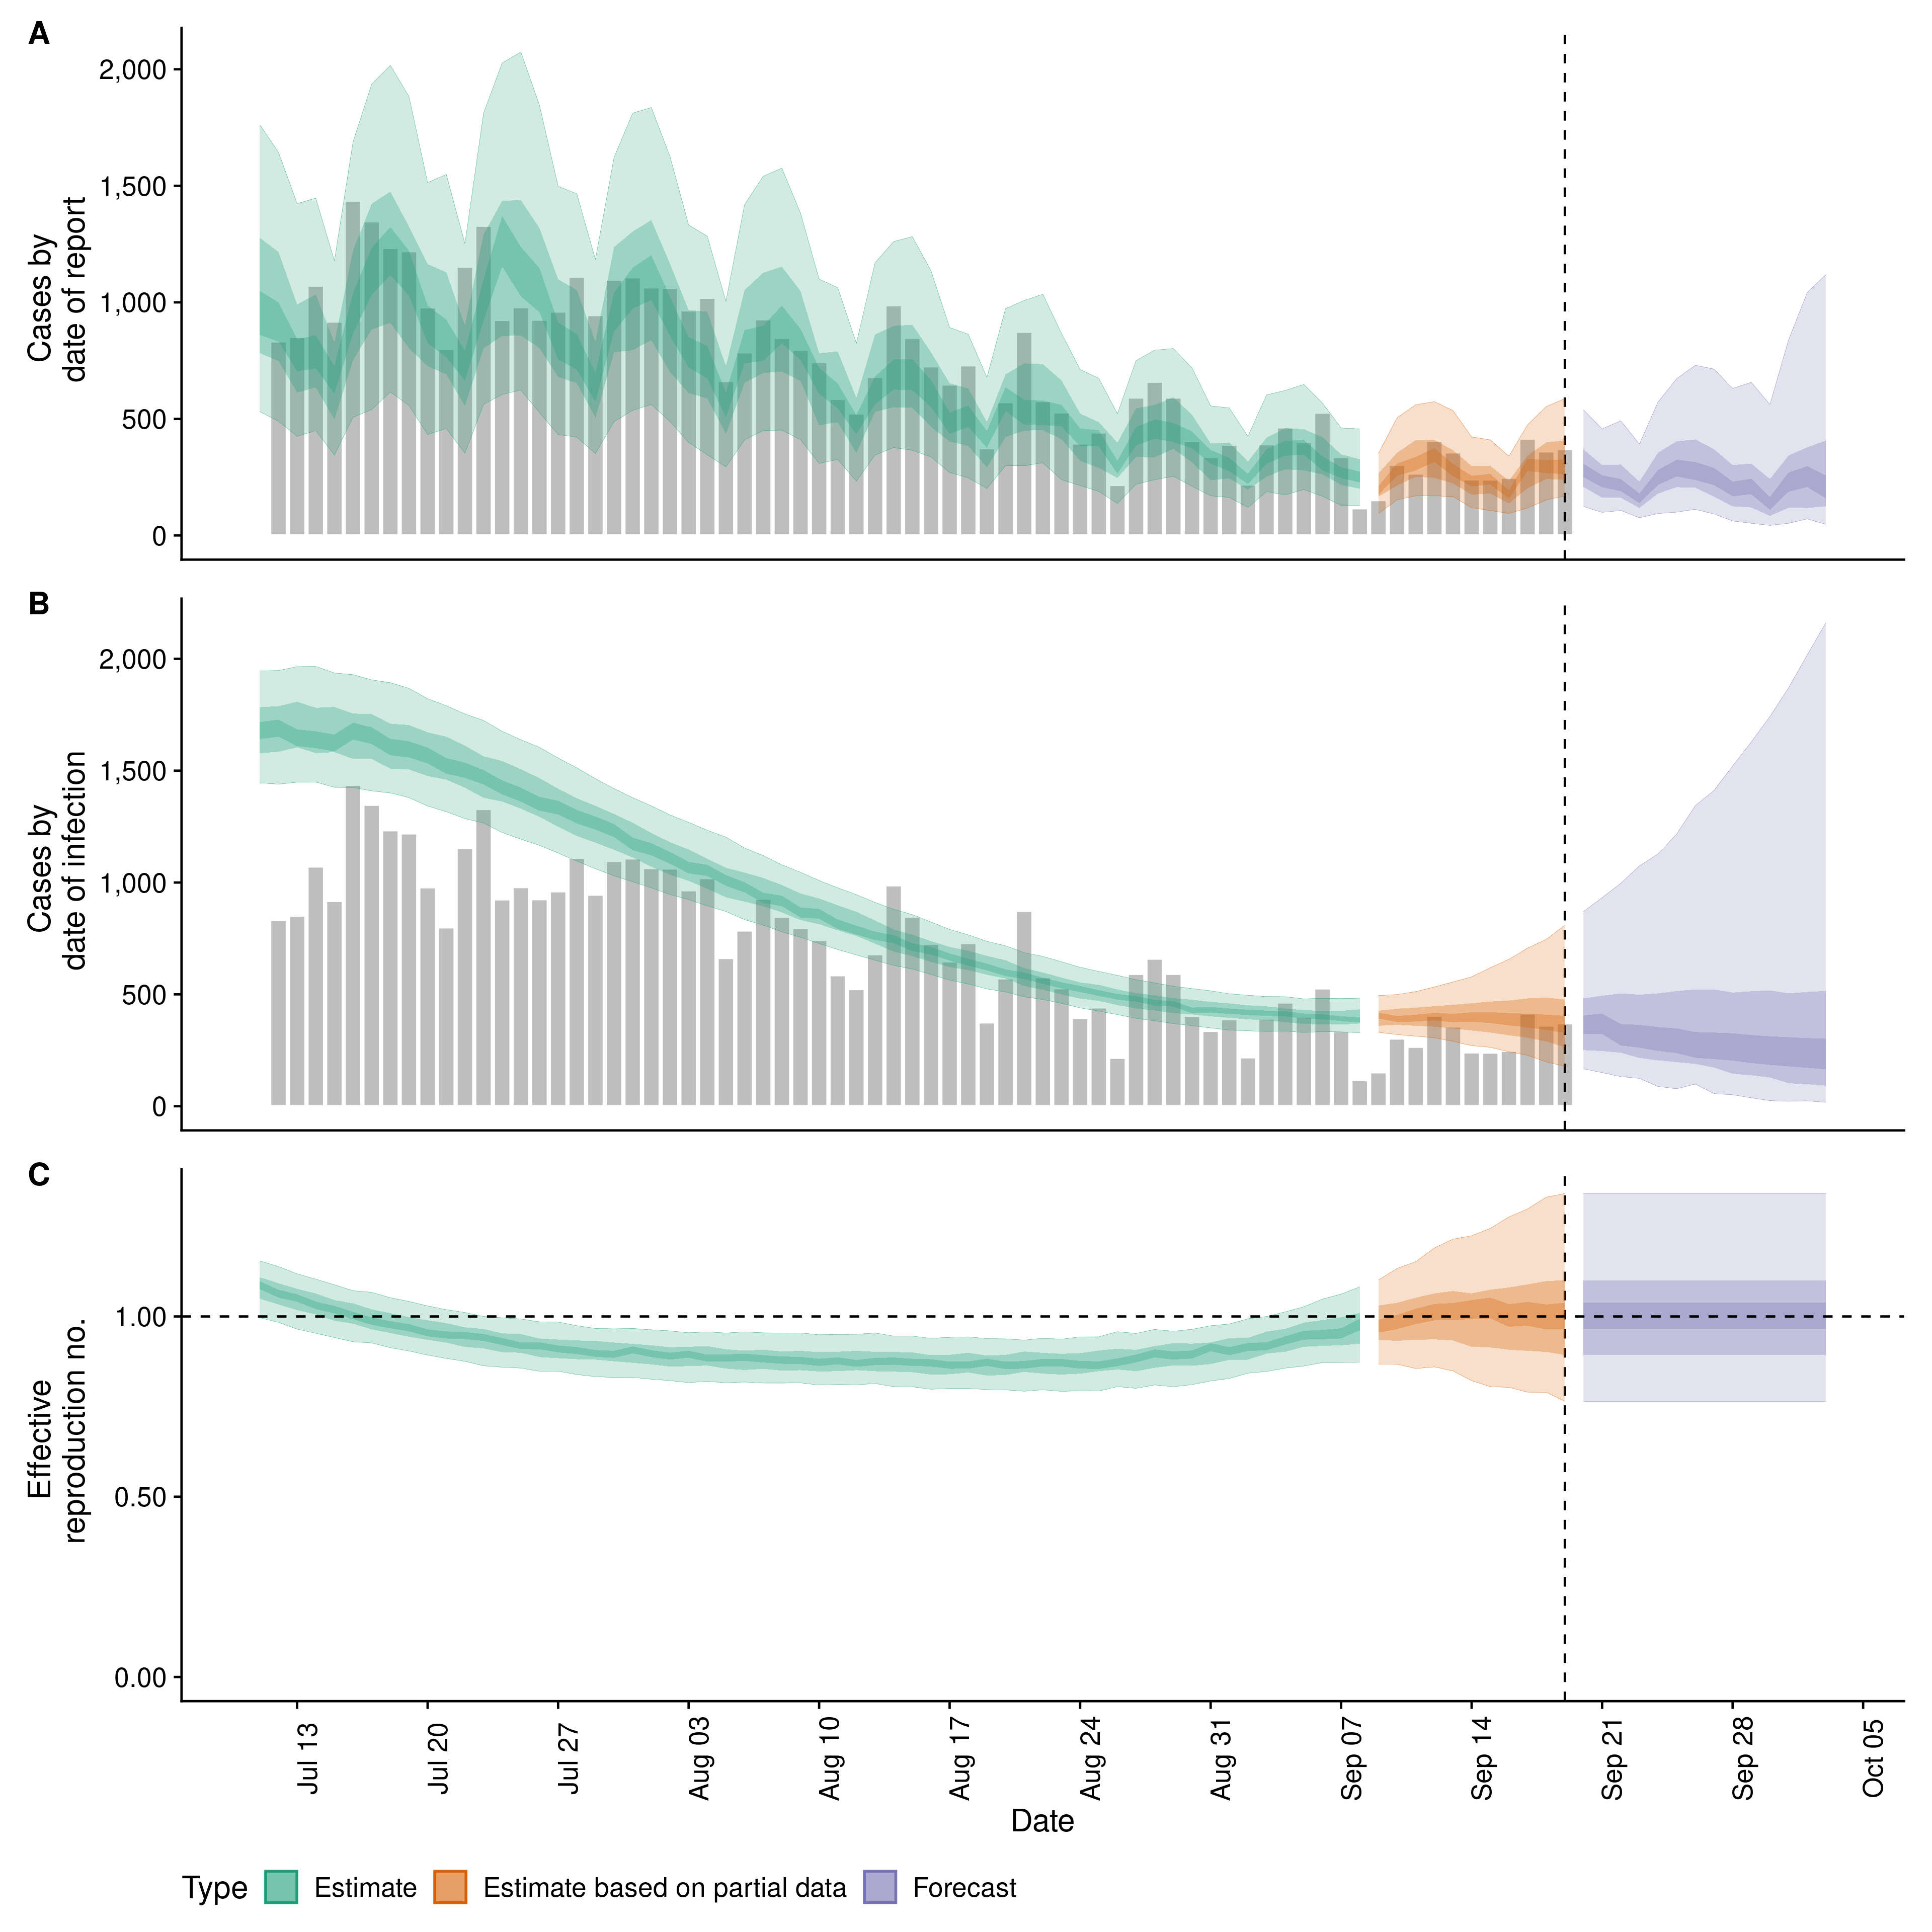 A
Cases by
date of report
2,000
1,500
1,000
500
0
B
Cases by
date of infection
2,000
1,500
1,000
500
0
C
Effective
reproduction no.
1.00
0.50
0.00
Jul 13
Jul 20
Jul 27
Aug 03
Aug 10
Aug 17
Aug 24
Aug 31
Sep 07
Sep 14
Sep 21
Sep 28
Oct 05
Date
Type Estimate Estimate based on partial data Forecast